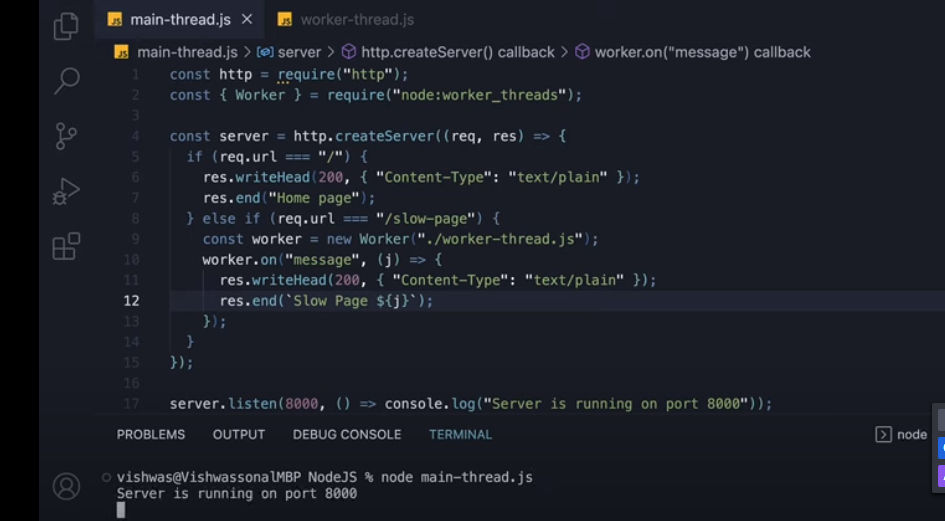 JS main-thread.js ×
JS worker-thread.js
JS main-thread.js > server > http.createServer() callback > worker.on("message") callback
1 const http = require("http");
2 const { Worker } = require("node:worker_threads");
3
4 const server = http.createServer((req, res) => {
5 if (req.url === "/") {
6 res.writeHead(200, { "Content-Type": "text/plain" });
7 res.end("Home page");
8 } else if (req.url === "/slow-page") {
9 const worker = new Worker("./worker-thread.js");
10 worker.on("message", (j) => {
11 res.writeHead(200, { "Content-Type": "text/plain" });
12 res.end(`Slow Page ${j}`);
13 });
14 }
15 });
16
17 server.listen(8000, () => console.log("Server is running on port 8000"));
PROBLEMS OUTPUT DEBUG CONSOLE TERMINAL node
vishwas@VishwassonalMBP NodeJS % node main-thread.js
Server is running on port 8000